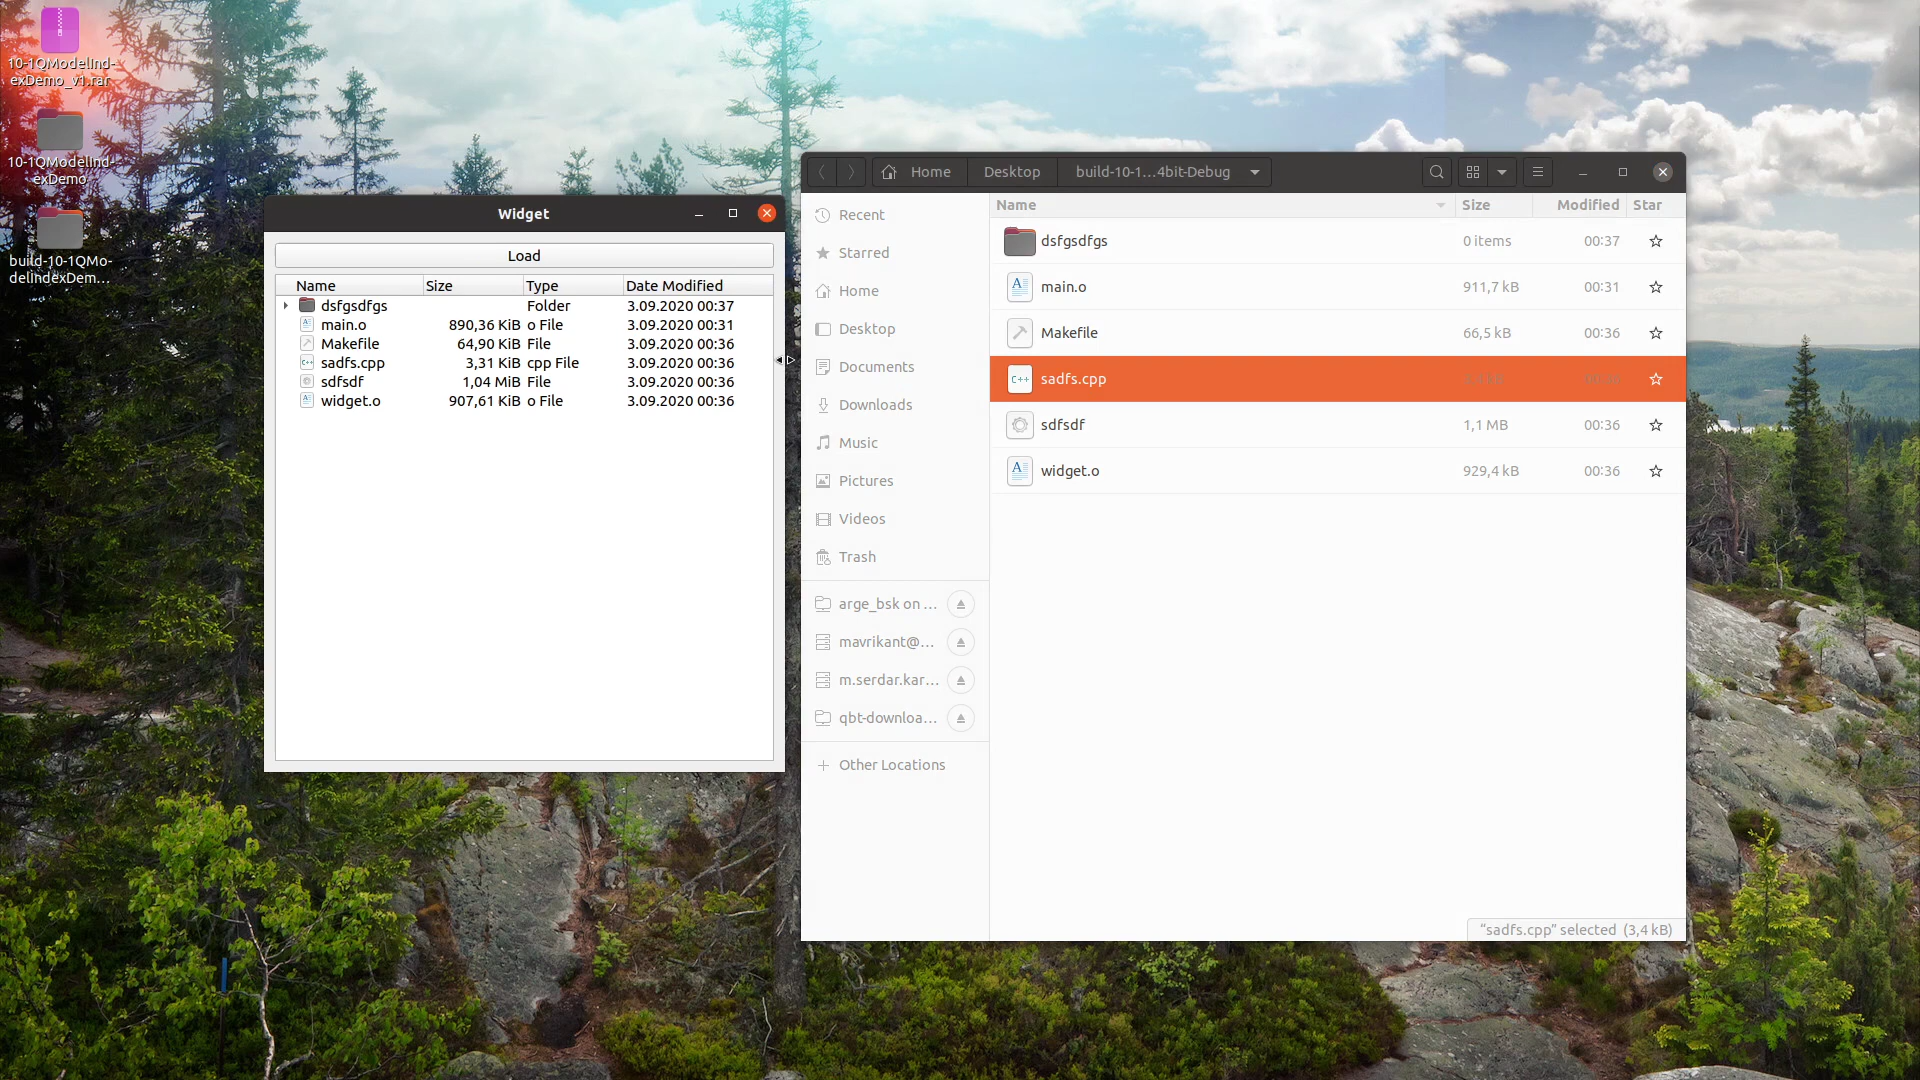 10-1QModelInd-
exDemo_v1.rar
10-1QModelInd-
exDemo
build-10-1QMo-
delIndexDem...
Widget
Load
Name Size Type Date Modified
dsfgsdfgs Folder 3.09.2020 00:37
main.o 890,36 KiB o File 3.09.2020 00:31
Makefile 64,90 KiB File 3.09.2020 00:36
sadfs.cpp 3,31 KiB cpp File 3.09.2020 00:36
sdfsdf 1,04 MiB File 3.09.2020 00:36
widget.o 907,61 KiB o File 3.09.2020 00:36
Home Desktop build-10-1...4bit-Debug
Recent
Starred
Home
Desktop
Documents
Downloads
Music
Pictures
Videos
Trash
arge_bsk on ...
mavrikant@...
m.serdar.kar...
qbt-downloa...
Other Locations
Name Size Modified Star
dsfgsdfgs 0 items 00:37
main.o 911,7 kB 00:31
Makefile 66,5 kB 00:36
sadfs.cpp 3,4 kB 00:36
sdfsdf 1,1 MB 00:36
widget.o 929,4 kB 00:36
“sadfs.cpp” selected (3,4 kB)